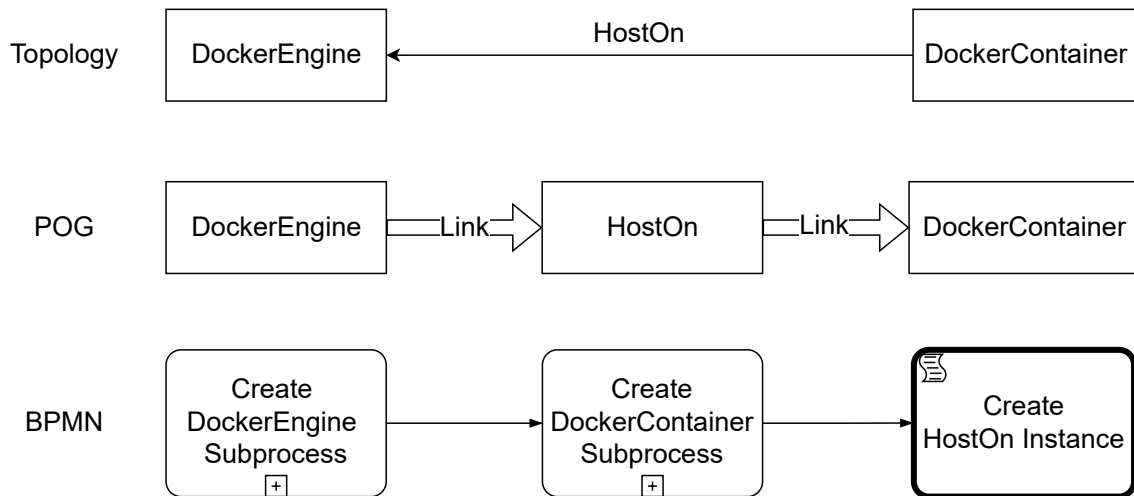 Topology
DockerEngine
HostOn
DockerContainer
POG
DockerEngine
Link
HostOn
Link
DockerContainer
BPMN
Create
DockerEngine
Subprocess
Create
DockerContainer
Subprocess
Create
HostOn Instance